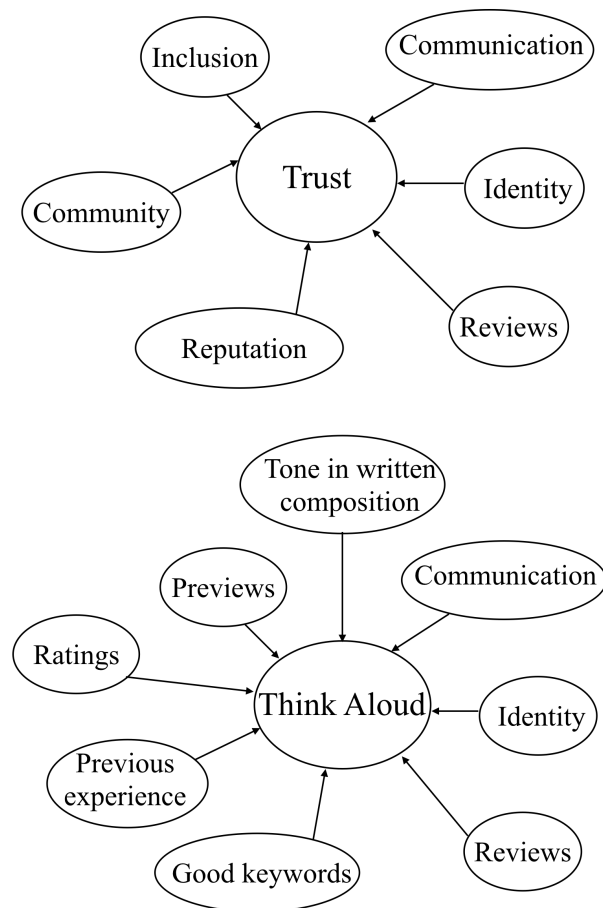 Inclusion
Communication
Trust
Identity
Community
Reviews
Reputation
Tone in written
composition
Previews
Communication
Ratings
Think Aloud
Identity
Previous
experience
Reviews
Good keywords